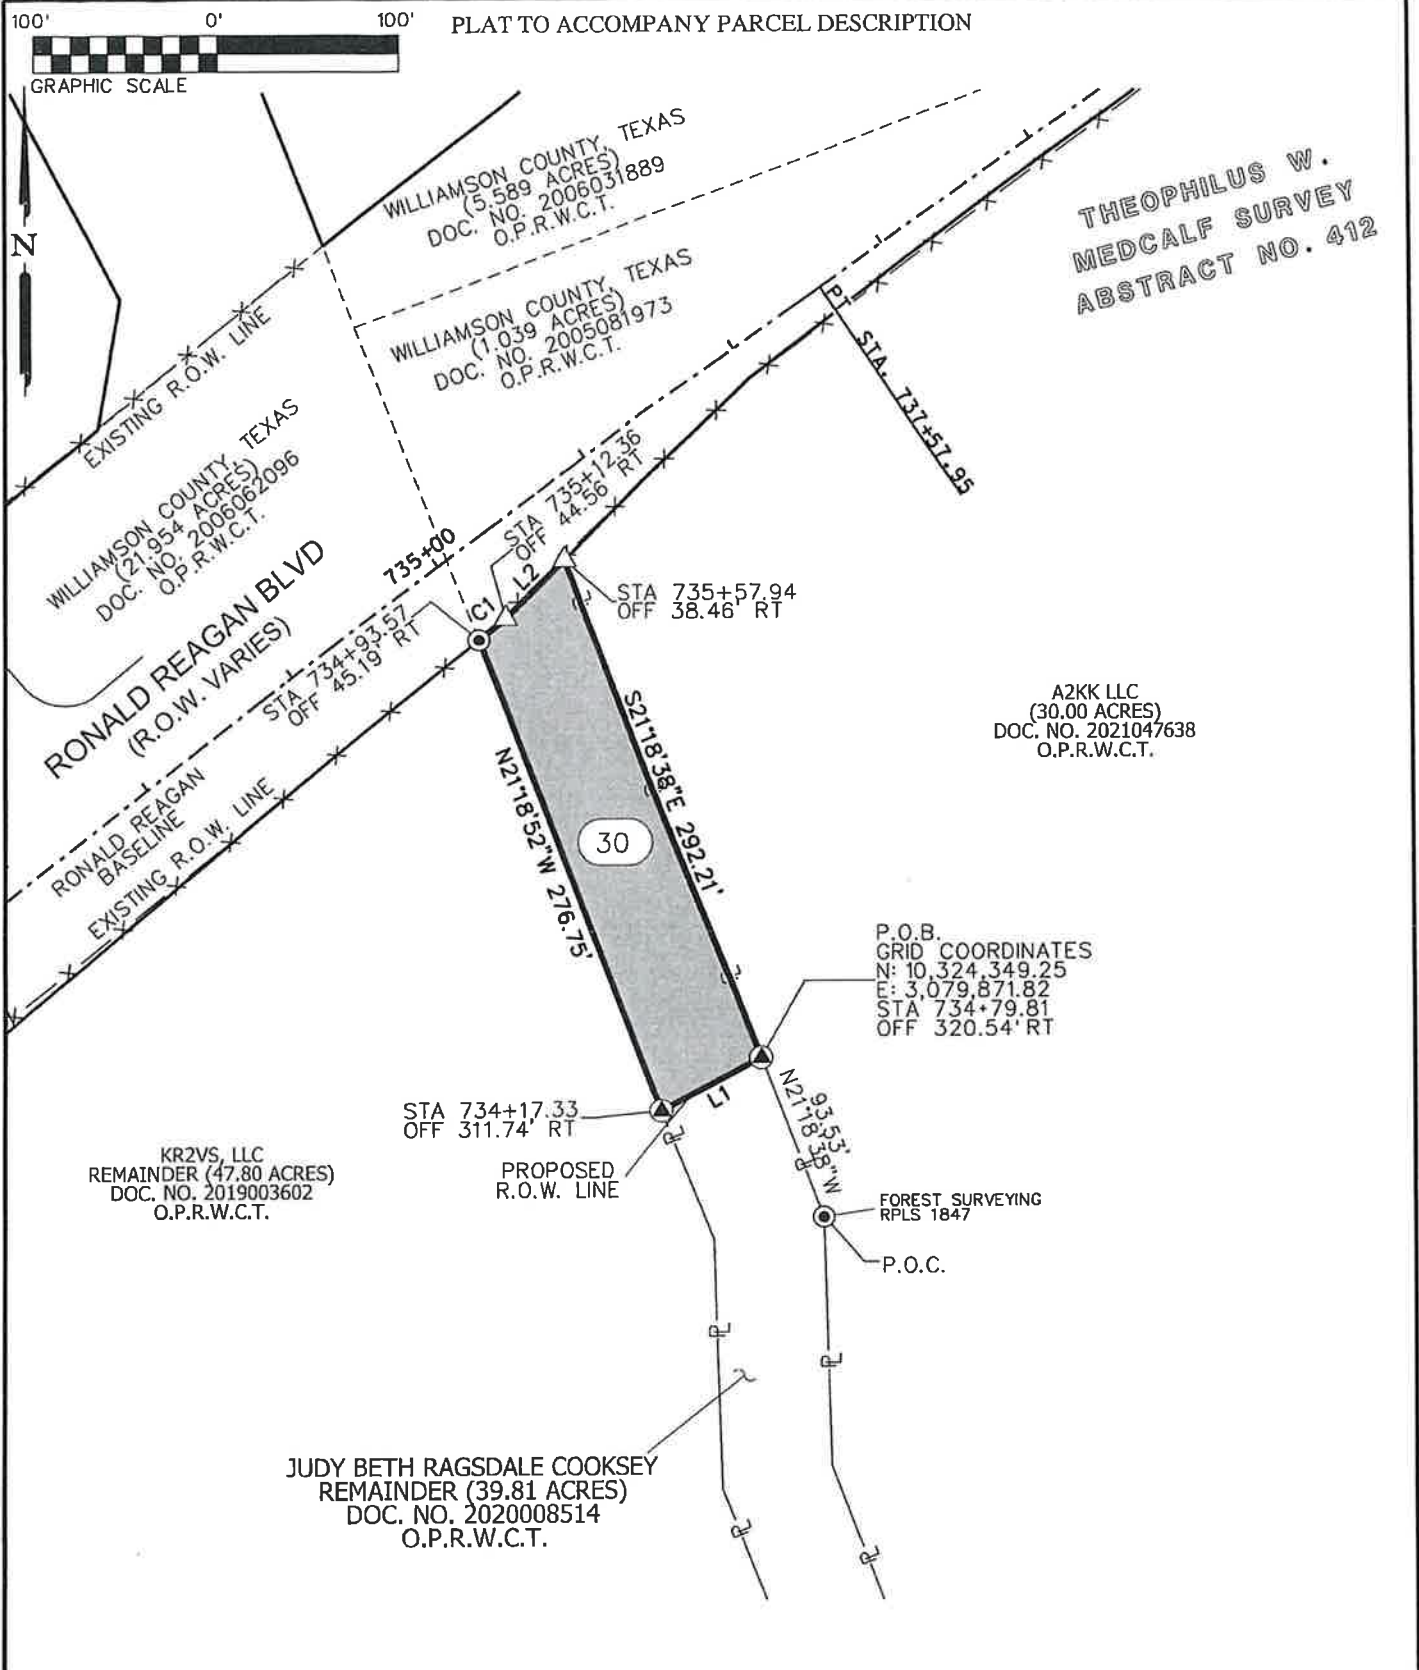 100' 0' 100'
PLAT TO ACCOMPANY PARCEL DESCRIPTION
GRAPHIC SCALE
N
WILLIAMSON COUNTY, TEXAS
(5.589 ACRES)
DOC. NO. 2006031889
O.P.R.W.C.T.
THEOPHILUS W.
MEDCALF SURVEY
ABSTRACT NO. 412
WILLIAMSON COUNTY, TEXAS
(1.039 ACRES)
DOC. NO. 2005081973
O.P.R.W.C.T.
PT STA. 737+57.95
EXISTING R.O.W. LINE
WILLIAMSON COUNTY, TEXAS
(21.954 ACRES)
DOC. NO. 2006062096
O.P.R.W.C.T.
735+00
STA 735+12.36
OFF 44.56' RT
RONALD REAGAN BLVD
(R.O.W. VARIES)
C1
L2
STA 735+57.94
OFF 38.46' RT
STA 734+93.57
OFF 45.19' RT
A2KK LLC
(30.00 ACRES)
DOC. NO. 2021047638
O.P.R.W.C.T.
RONALD REAGAN
BASELINE
EXISTING R.O.W. LINE
N21°18'52"W 276.75'
S21°18'38"E 292.21'
30
P.O.B.
GRID COORDINATES
N: 10,324,349.25
E: 3,079,871.82
STA 734+79.81
OFF 320.54' RT
L1
93.53'
N21°18'38"W
STA 734+17.33
OFF 311.74' RT
KR2VS, LLC
REMAINDER (47.80 ACRES)
DOC. NO. 2019003602
O.P.R.W.C.T.
PROPOSED
R.O.W. LINE
FOREST SURVEYING
RPLS 1847
P.O.C.
JUDY BETH RAGSDALE COOKSEY
REMAINDER (39.81 ACRES)
DOC. NO. 2020008514
O.P.R.W.C.T.